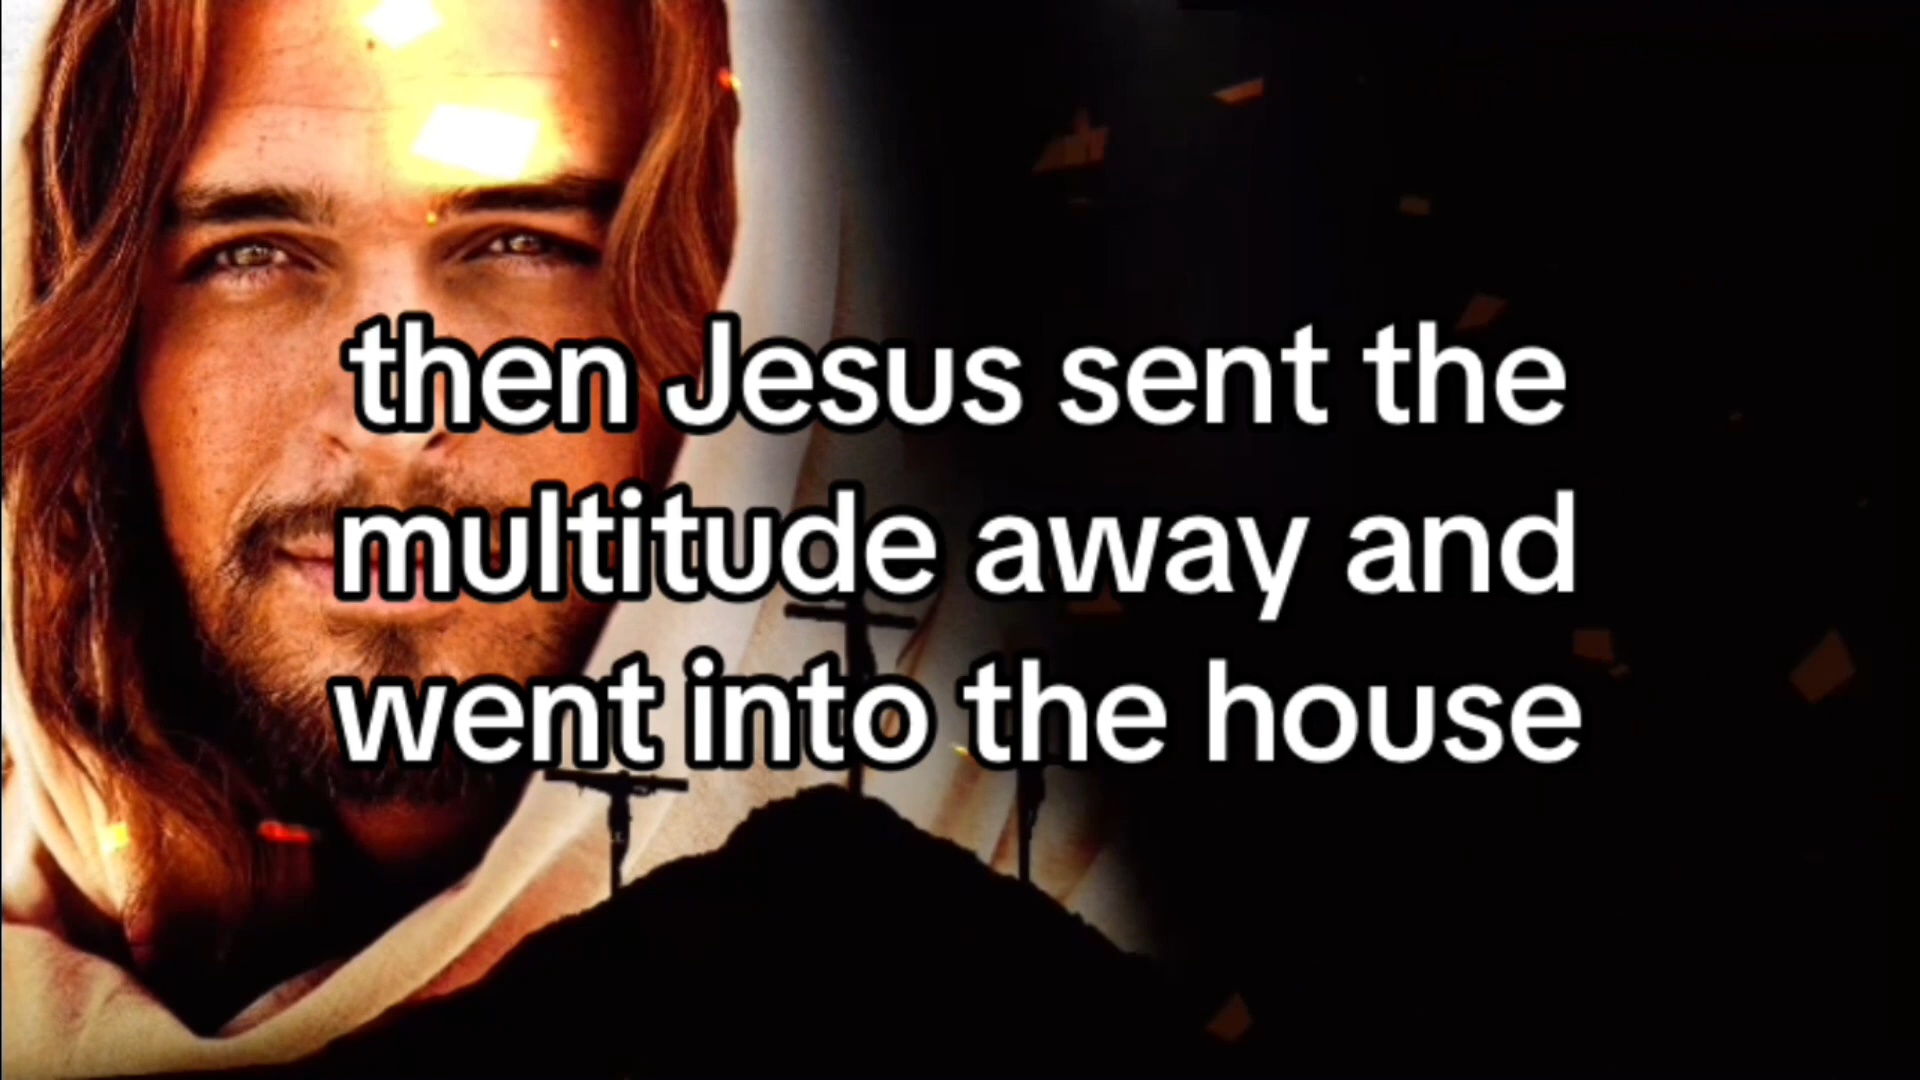 then Jesus sent the
multitude away and
went into the house